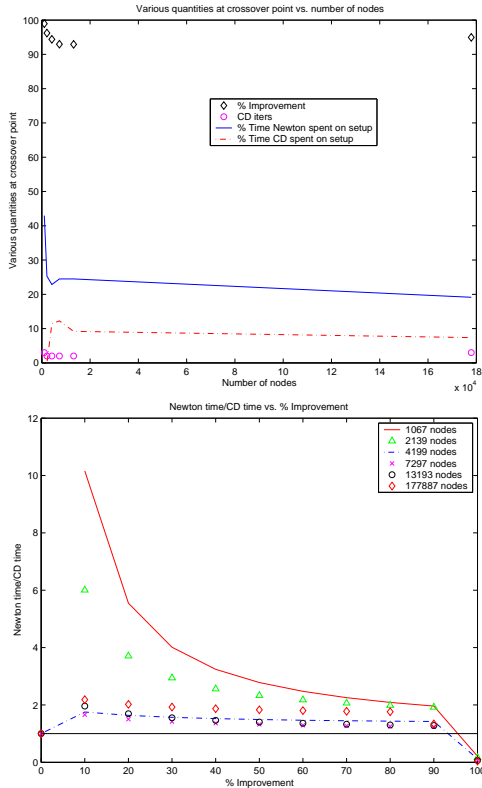 Various quantities at crossover point vs. number of nodes
Various quantities at crossover point
100
90
80
70
60
50
40
30
20
10
0
% Improvement
CD iters
% Time Newton spent on setup
% Time CD spent on setup
0 2 4 6 8 10 12 14 16 18
x 10^4
Number of nodes
Newton time/CD time vs. % Improvement
Newton time/CD time
12
10
8
6
4
2
0
1067 nodes
2139 nodes
4199 nodes
7297 nodes
13193 nodes
177887 nodes
0 10 20 30 40 50 60 70 80 90 100
% Improvement